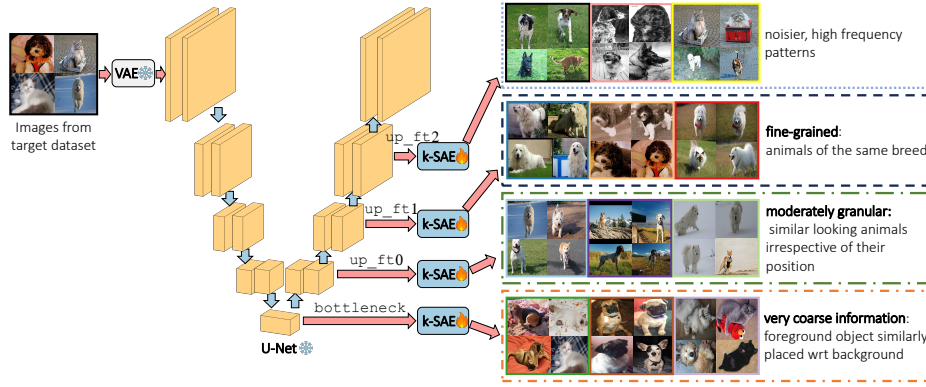 VAE
Images from
target dataset
up_ft2
k-SAE
up_ft1
k-SAE
up_ft0
k-SAE
bottleneck
k-SAE
U-Net
noisier, high frequency
patterns
fine-grained:
animals of the same breed
moderately granular:
similar looking animals
irrespective of their
position
very coarse information:
foreground object similarly
placed wrt background